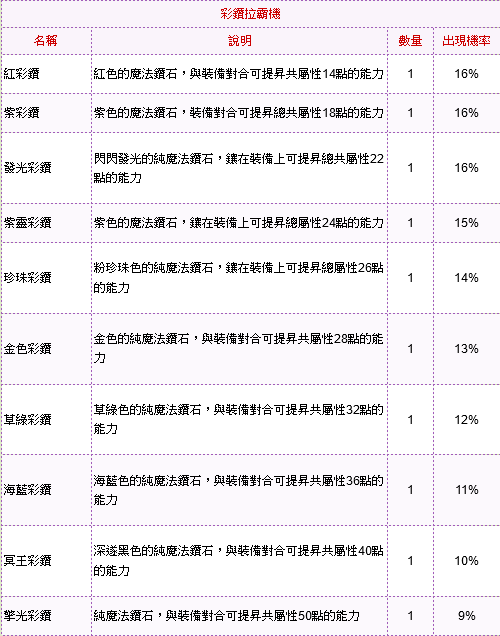 彩鑽拉霸機
名稱 說明 數量 出現機率
紅彩鑽 紅色的魔法鑽石，與裝備對合可提昇共屬性14點的能力 1 16%
紫彩鑽 紫色的魔法鑽石，裝備對合可提昇總共屬性18點的能力 1 16%
發光彩鑽 閃閃發光的純魔法鑽石，鑲在裝備上可提昇總共屬性22
點的能力 1 16%
紫靈彩鑽 紫色的魔法鑽石，鑲在裝備上可提昇總屬性24點的能力 1 15%
珍珠彩鑽 粉珍珠色的純魔法鑽石，鑲在裝備上可提昇總屬性26點
的能力 1 14%
金色彩鑽 金色的純魔法鑽石，與裝備對合可提昇共屬性28點的能
力 1 13%
草綠彩鑽 草綠色的純魔法鑽石，與裝備對合可提昇共屬性32點的
能力 1 12%
海藍彩鑽 海藍色的純魔法鑽石，與裝備對合可提昇共屬性36點的
能力 1 11%
冥王彩鑽 深遂黑色的純魔法鑽石，與裝備對合可提昇共屬性40點
的能力 1 10%
擎光彩鑽 純魔法鑽石，與裝備對合可提昇共屬性50點的能力 1 9%